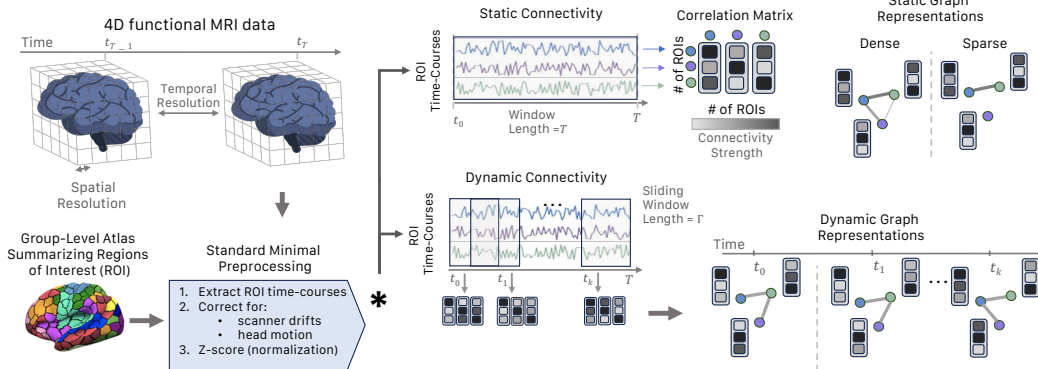 4D functional MRI data
Time
t_{T-1}
t_T
Temporal
Resolution
Spatial
Resolution
Group-Level Atlas
Summarizing Regions
of Interest (ROI)
Standard Minimal
Preprocessing
1. Extract ROI time-courses
2. Correct for:
• scanner drifts
• head motion
3. Z-score (normalization)
*
Static Connectivity
ROI
Time-Courses
t_0
Window
Length =T
T
Correlation Matrix
# of ROIs
# of ROIs
Connectivity
Strength
Static Graph
Representations
Dense
Sparse
Dynamic Connectivity
ROI
Time-Courses
...
Sliding
Window
Length = Γ
t_0
t_1
t_k
T
Dynamic Graph
Representations
Time
t_0
t_1
t_k
...